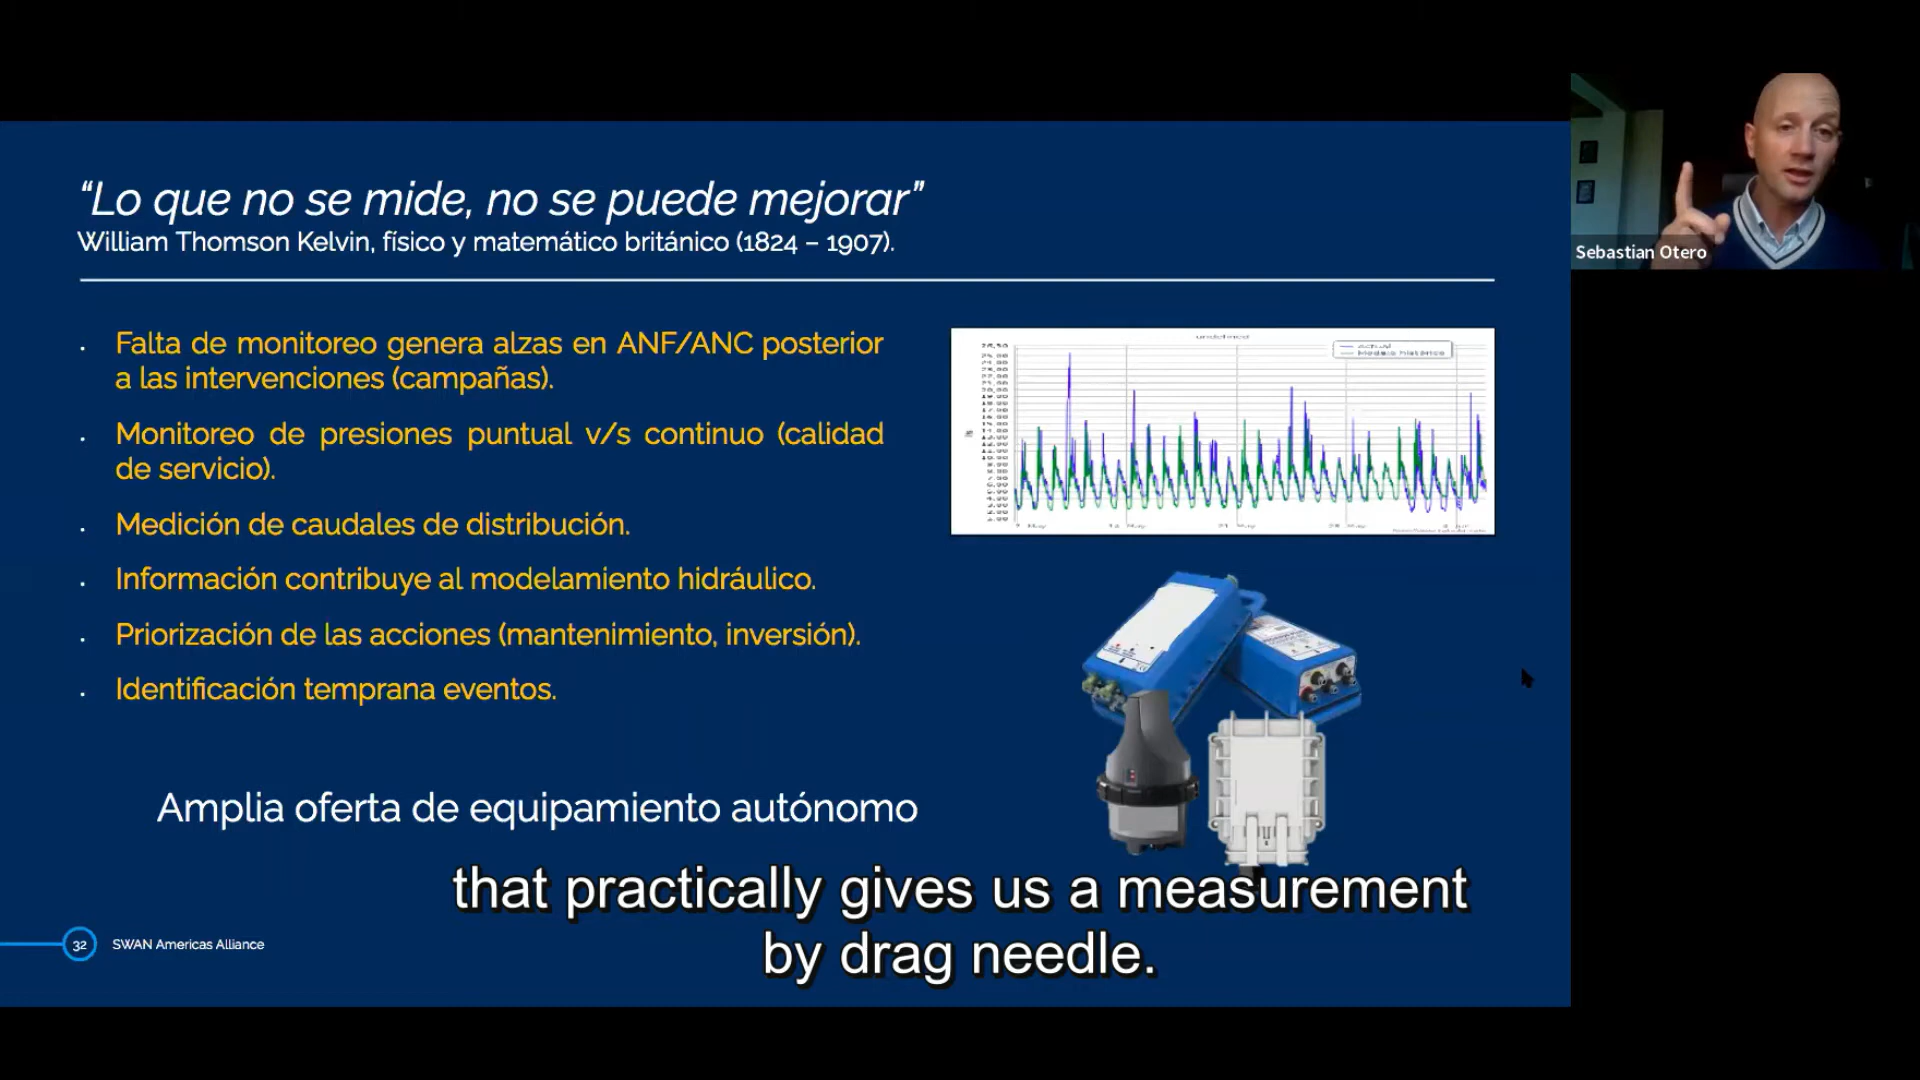 “Lo que no se mide, no se puede mejorar”
William Thomson Kelvin, físico y matemático británico (1824 – 1907).
Sebastian Otero
Falta de monitoreo genera alzas en ANF/ANC posterior
a las intervenciones (campañas).
Monitoreo de presiones puntual v/s continuo (calidad
de servicio).
Medición de caudales de distribución.
Información contribuye al modelamiento hidráulico.
Priorización de las acciones (mantenimiento, inversión).
Identificación temprana eventos.
Amplia oferta de equipamiento autónomo
that practically gives us a measurement
by drag needle.
32 SWAN Americas Alliance